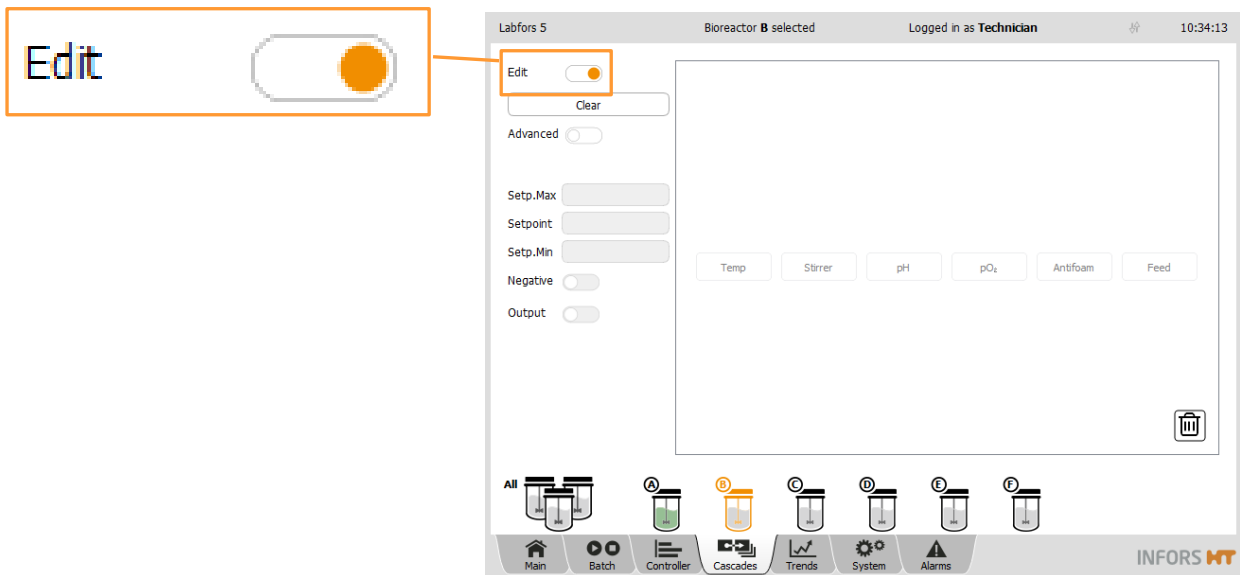 Edit
Labfors 5 Bioreactor B selected Logged in as Technician 10:34:13
Edit
Clear
Advanced
Setp.Max
Setpoint
Setp.Min
Negative
Output
Temp Stirrer pH pO₂ Antifoam Feed
All A B C D E F
Main Batch Controller Cascades Trends System Alarms
INFORS HT